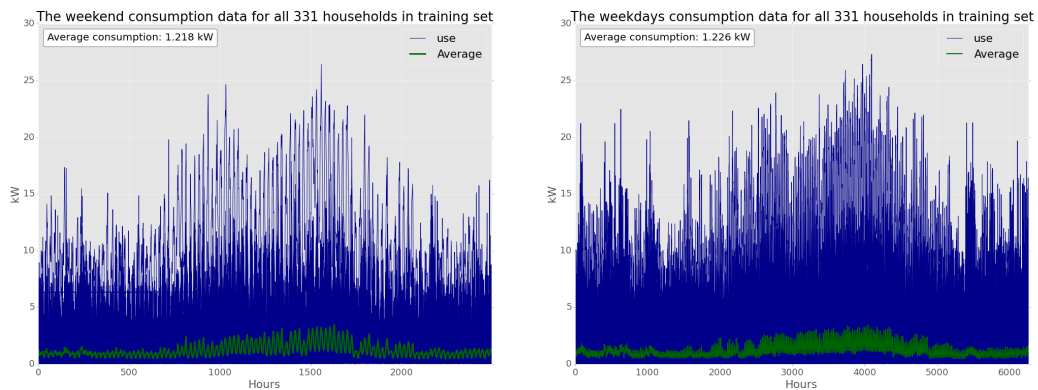 The weekend consumption data for all 331 households in training set
Average consumption: 1.218 kW
use
Average
30
25
20
15
10
5
0
kW
0 500 1000 1500 2000
Hours
The weekdays consumption data for all 331 households in training set
Average consumption: 1.226 kW
use
Average
30
25
20
15
10
5
0
kW
0 1000 2000 3000 4000 5000 6000
Hours